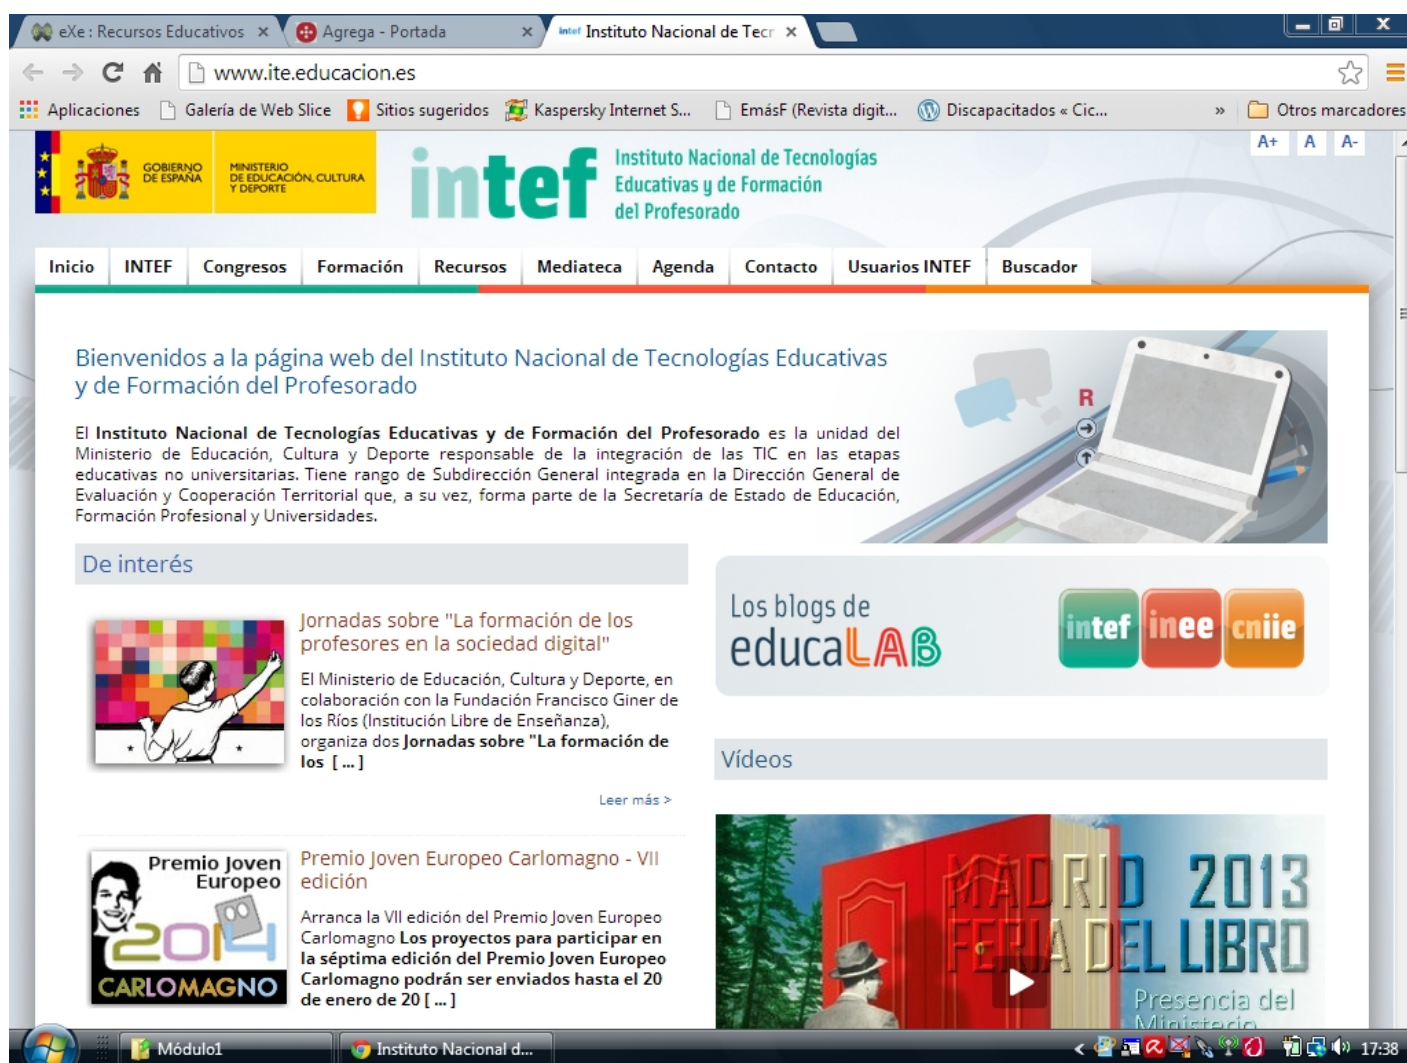 eXe : Recursos Educativos
Agrega - Portada
intef Instituto Nacional de Tecr
www.ite.educacion.es
Aplicaciones
Galería de Web Slice
Sitios sugeridos
Kaspersky Internet S...
EmásF (Revista digit...
Discapacitados « Cic...
»
Otros marcadores
GOBIERNO
DE ESPAÑA
MINISTERIO
DE EDUCACIÓN, CULTURA
Y DEPORTE
intef
Instituto Nacional de Tecnologías
Educativas y de Formación
del Profesorado
A+ A A-
Inicio INTEF Congresos Formación Recursos Mediateca Agenda Contacto Usuarios INTEF Buscador
Bienvenidos a la página web del Instituto Nacional de Tecnologías Educativas
y de Formación del Profesorado
El Instituto Nacional de Tecnologías Educativas y de Formación del Profesorado es la unidad del
Ministerio de Educación, Cultura y Deporte responsable de la integración de las TIC en las etapas
educativas no universitarias. Tiene rango de Subdirección General integrada en la Dirección General de
Evaluación y Cooperación Territorial que, a su vez, forma parte de la Secretaría de Estado de Educación,
Formación Profesional y Universidades.
R
De interés
Jornadas sobre "La formación de los
profesores en la sociedad digital"
El Ministerio de Educación, Cultura y Deporte, en
colaboración con la Fundación Francisco Giner de
los Ríos (Institución Libre de Enseñanza),
organiza dos Jornadas sobre "La formación de
los [ ... ]
Leer más >
Premio Joven
Europeo
2014
CARLOMAGNO
Premio Joven Europeo Carlomagno - VII
edición
Arranca la VII edición del Premio Joven Europeo
Carlomagno Los proyectos para participar en
la séptima edición del Premio Joven Europeo
Carlomagno podrán ser enviados hasta el 20
de enero de 20 [ ... ]
Los blogs de
educaLAB
intef inee cniie
Vídeos
MADRID 2013
FERIA DEL LIBRO
Presencia del
Ministerio
Módulo1
Instituto Nacional d...
17:38